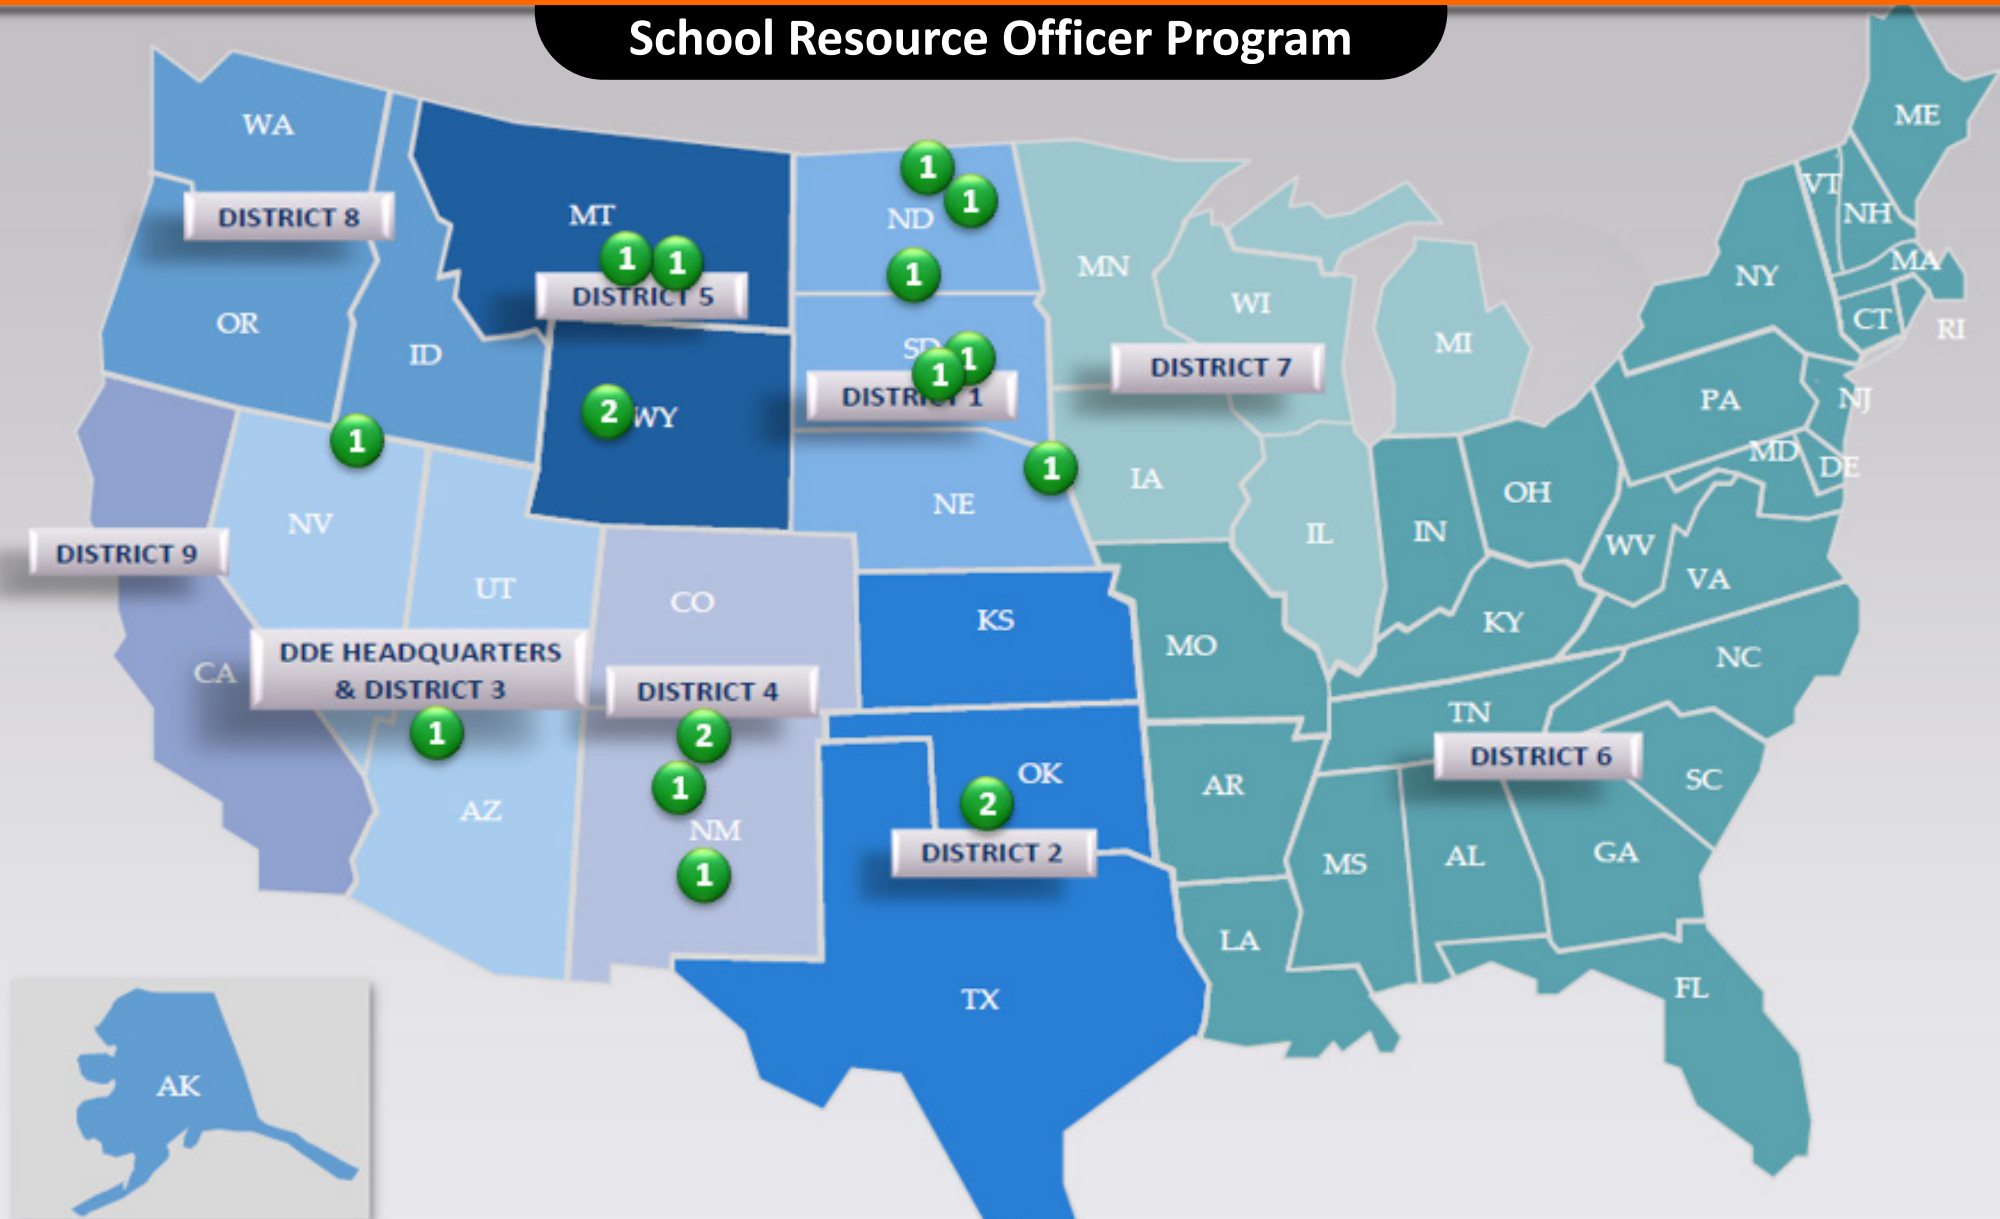 School Resource Officer Program
WA
ME
1
VT
DISTRICT 8
MT
ND
1
NH
1
1
1
MN
NY
MA
DISTRICT 5
WI
OR
CT
RI
ID
SD
1
MI
1
DISTRICT 7
DISTRICT 1
PA
NJ
2
WY
1
MD
DE
1
IA
OH
NE
NV
IL
IN
WV
DISTRICT 9
VA
UT
CO
KS
KY
MO
NC
DDE HEADQUARTERS
& DISTRICT 3
CA
DISTRICT 4
TN
1
2
DISTRICT 6
OK
1
AR
SC
AZ
2
NM
DISTRICT 2
MS
AL
GA
1
LA
TX
FL
AK